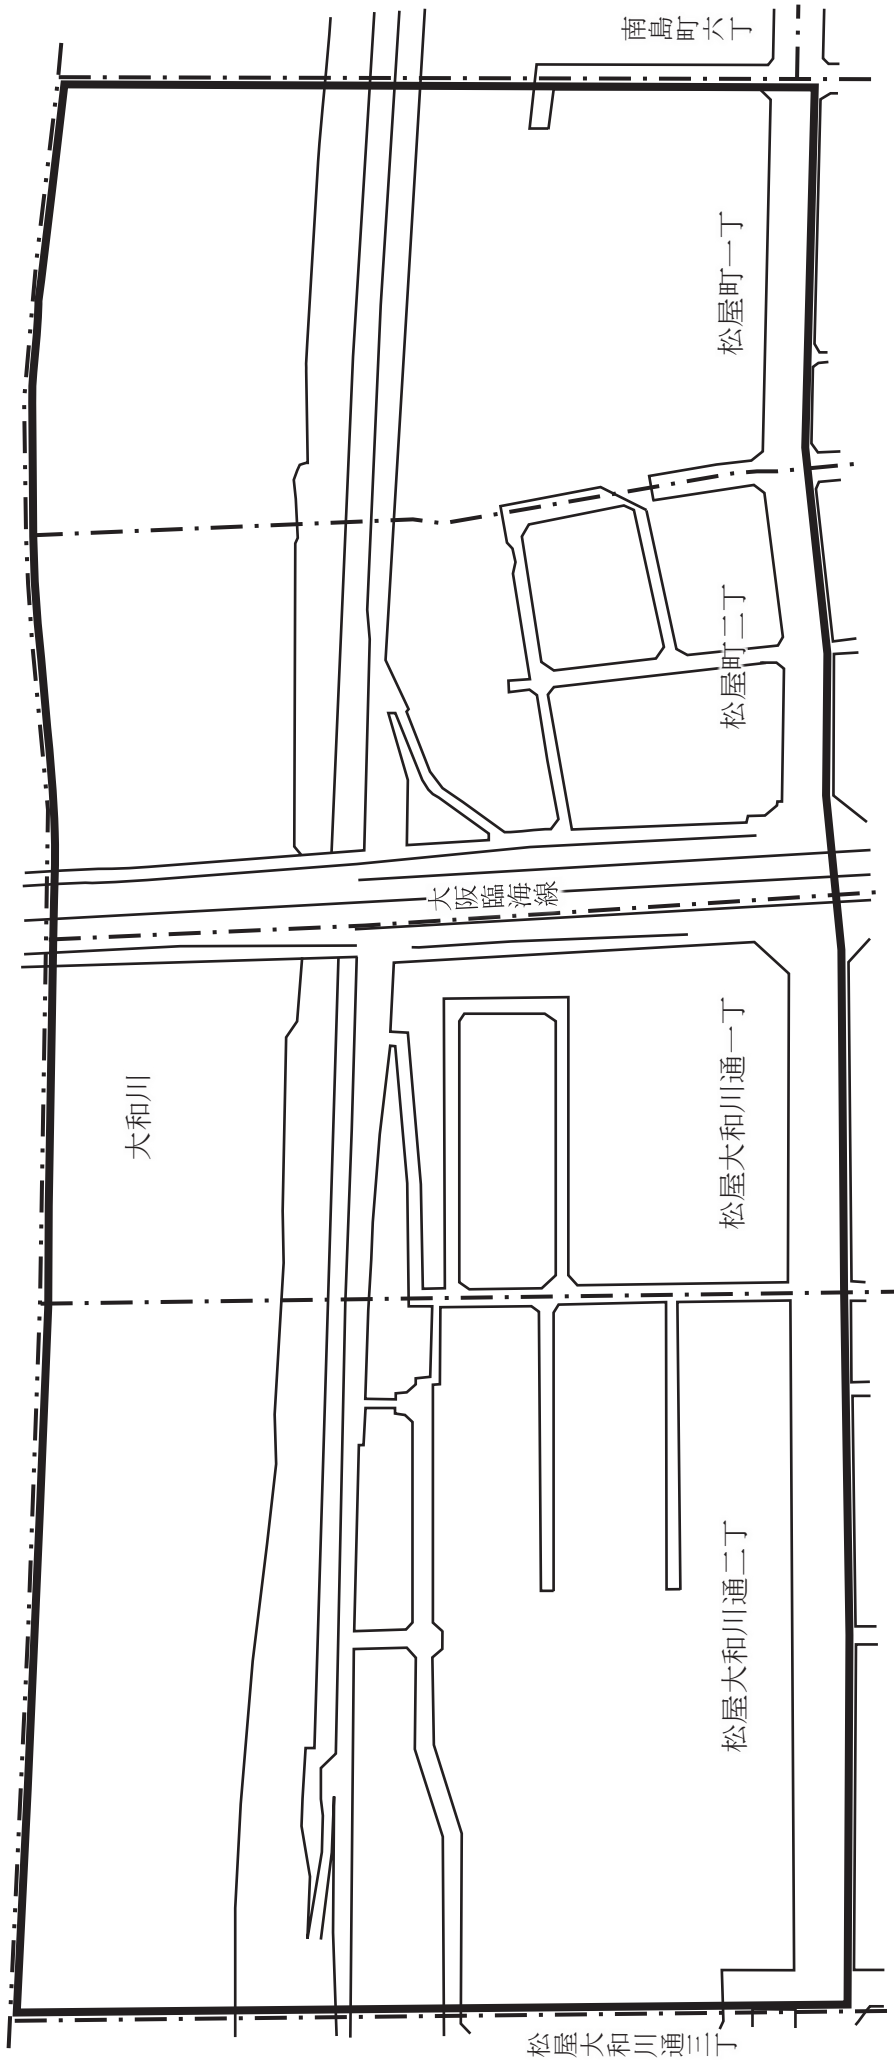 南島町六丁
松屋町一丁
松屋町二丁
大阪臨海線
大和川
松屋大和川通一丁
松屋大和川通二丁
松屋大和川通三丁